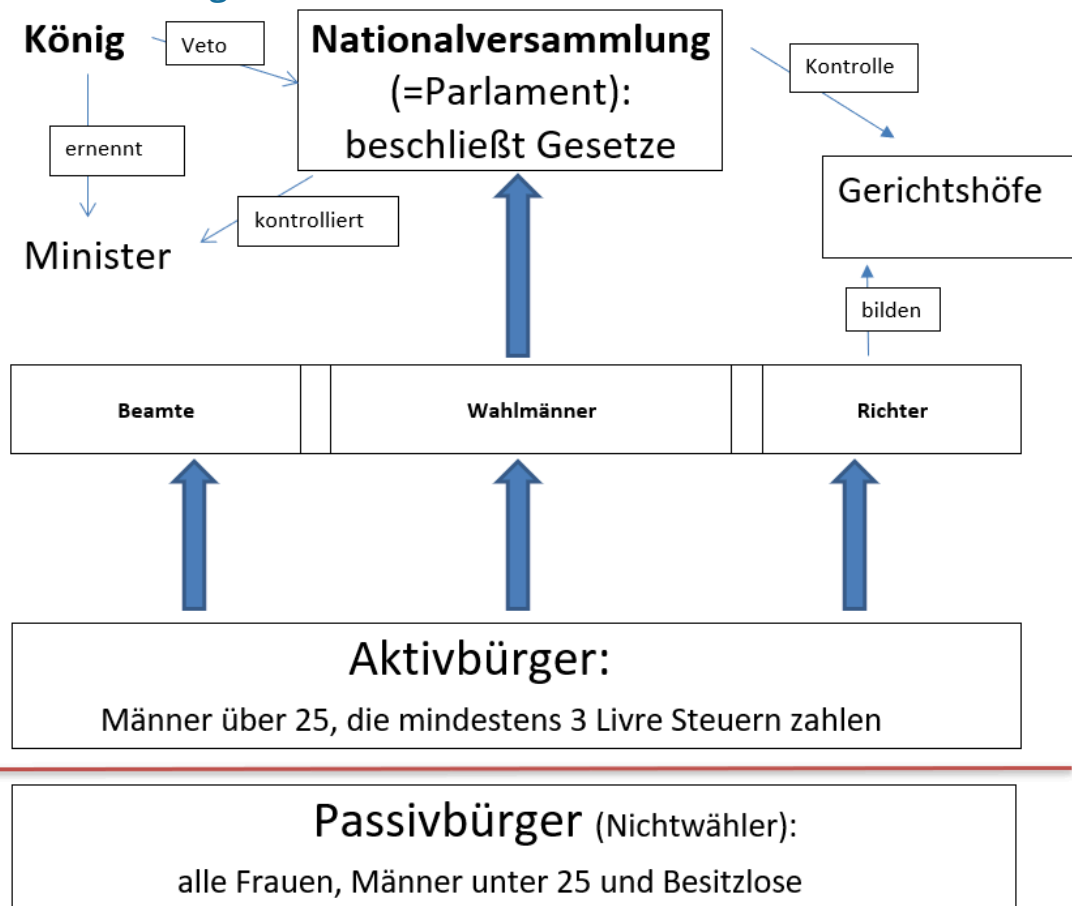 König
Veto
Nationalversammlung
(=Parlament):
beschließt Gesetze
Kontrolle
ernennt
Gerichtshöfe
kontrolliert
Minister
bilden
Beamte
Wahlmänner
Richter
Aktivbürger:
Männer über 25, die mindestens 3 Livre Steuern zahlen
Passivbürger (Nichtwähler):
alle Frauen, Männer unter 25 und Besitzlose